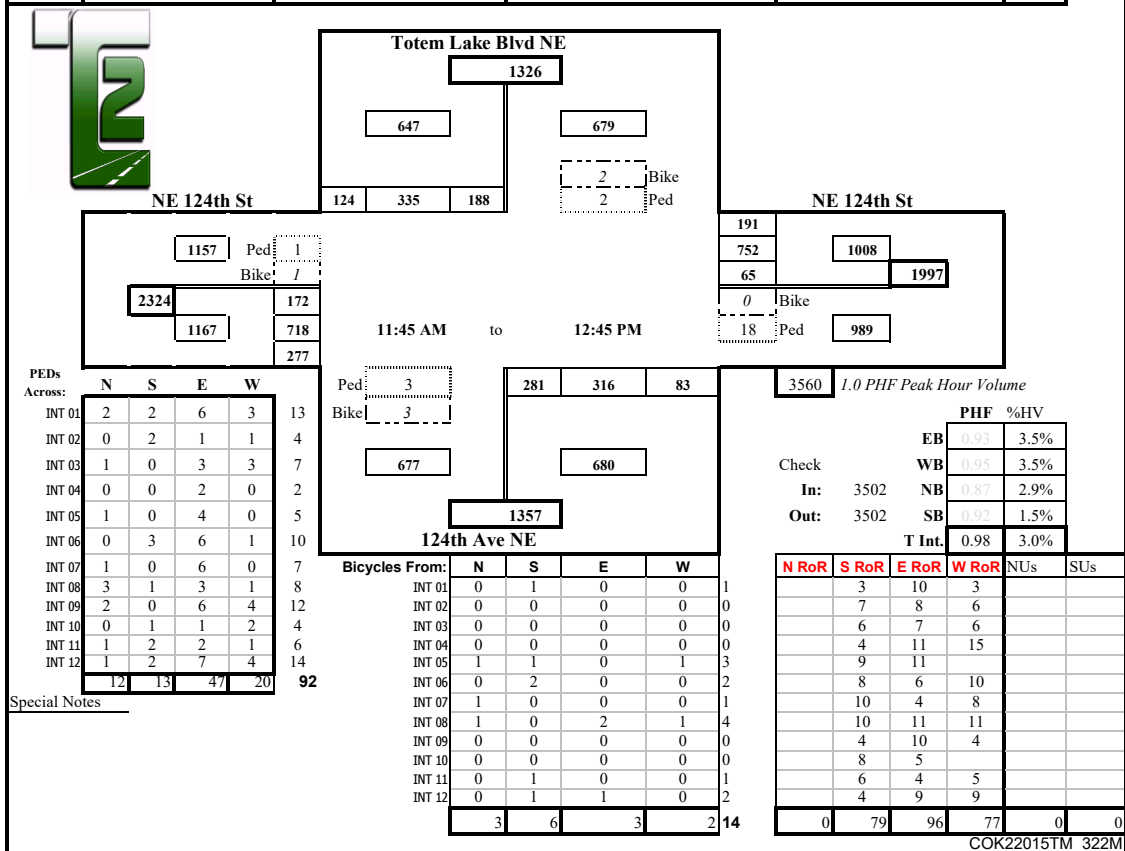 T2
Totem Lake Blvd NE
1326
647 679
2 Bike
2 Ped
NE 124th St
124 335 188
NE 124th St
191
1157 Ped 1
752 1008
Bike 1
65 1997
2324 172
0 Bike
1167 718
11:45 AM to 12:45 PM
18 Ped 989
277
PEDs Across:
N S E W
Ped 3
281 316 83
3560 1.0 PHF Peak Hour Volume
INT 01 2 2 6 3 13
Bike 3
PHF %HV
INT 02 0 2 1 1 4
EB 0.93 3.5%
INT 03 1 0 3 3 7
677 680
Check WB 0.95 3.5%
INT 04 0 0 2 0 2
In: 3502 NB 0.87 2.9%
INT 05 1 0 4 0 5
1357
Out: 3502 SB 0.92 1.5%
INT 06 0 3 6 1 10
124th Ave NE
T Int. 0.98 3.0%
INT 07 1 0 6 0 7
INT 08 3 1 3 1 8
INT 09 2 0 6 4 12
INT 10 0 1 1 2 4
INT 11 1 2 2 1 6
INT 12 1 2 7 4 14
12 13 47 20 92
Special Notes
Bicycles From: N S E W
INT 01 0 1 0 0 1
INT 02 0 0 0 0 0
INT 03 0 0 0 0 0
INT 04 0 0 0 0 0
INT 05 1 1 0 1 3
INT 06 0 2 0 0 2
INT 07 1 0 0 0 1
INT 08 1 0 2 1 4
INT 09 0 0 0 0 0
INT 10 0 0 0 0 0
INT 11 0 1 0 0 1
INT 12 0 1 1 0 2
3 6 3 2 14
N RoR S RoR E RoR W RoR NUs SUs
3 10 3
7 8 6
6 7 6
4 11 15
9 11
8 6 10
10 4 8
10 11 11
4 10 4
8 5
6 4 5
4 9 9
0 79 96 77 0 0
COK22015TM_322M